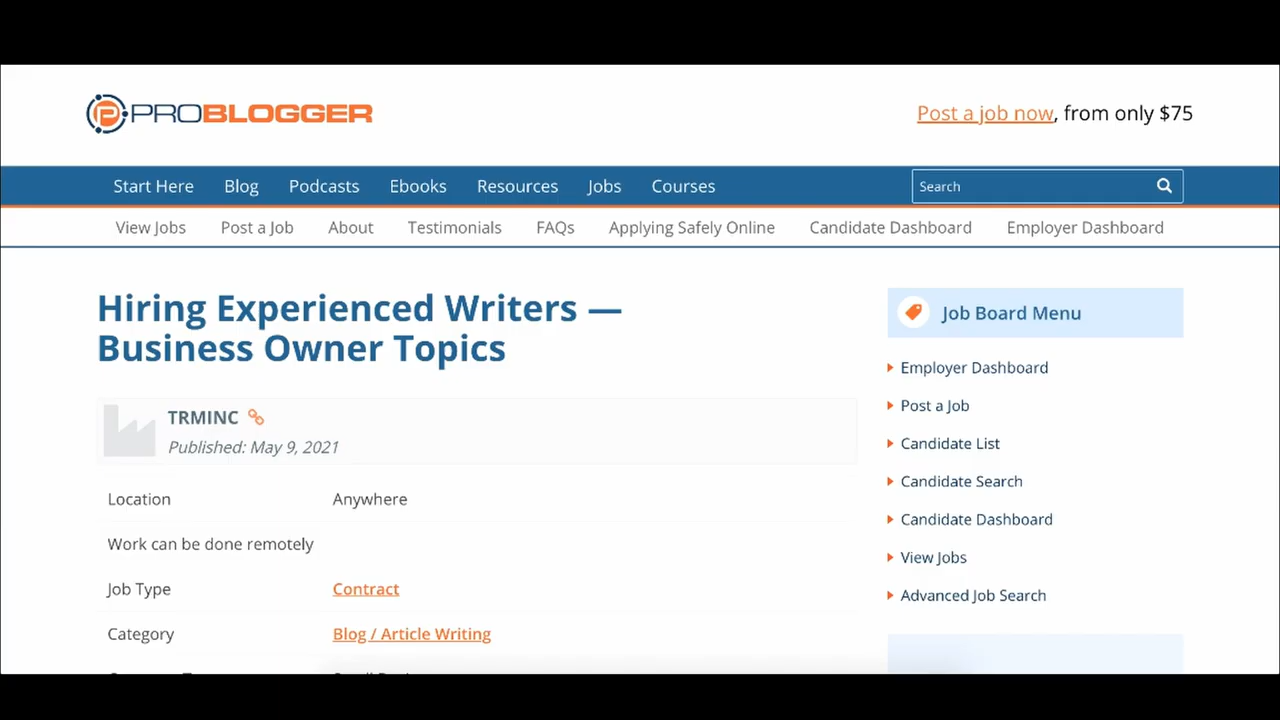 PROBLOGGER
Post a job now, from only $75
Start Here Blog Podcasts Ebooks Resources Jobs Courses
Search
View Jobs Post a Job About Testimonials FAQs Applying Safely Online Candidate Dashboard Employer Dashboard
Hiring Experienced Writers —
Business Owner Topics
TRMINC
Published: May 9, 2021
Location Anywhere
Work can be done remotely
Job Type Contract
Category Blog / Article Writing
Job Board Menu
Employer Dashboard
Post a Job
Candidate List
Candidate Search
Candidate Dashboard
View Jobs
Advanced Job Search